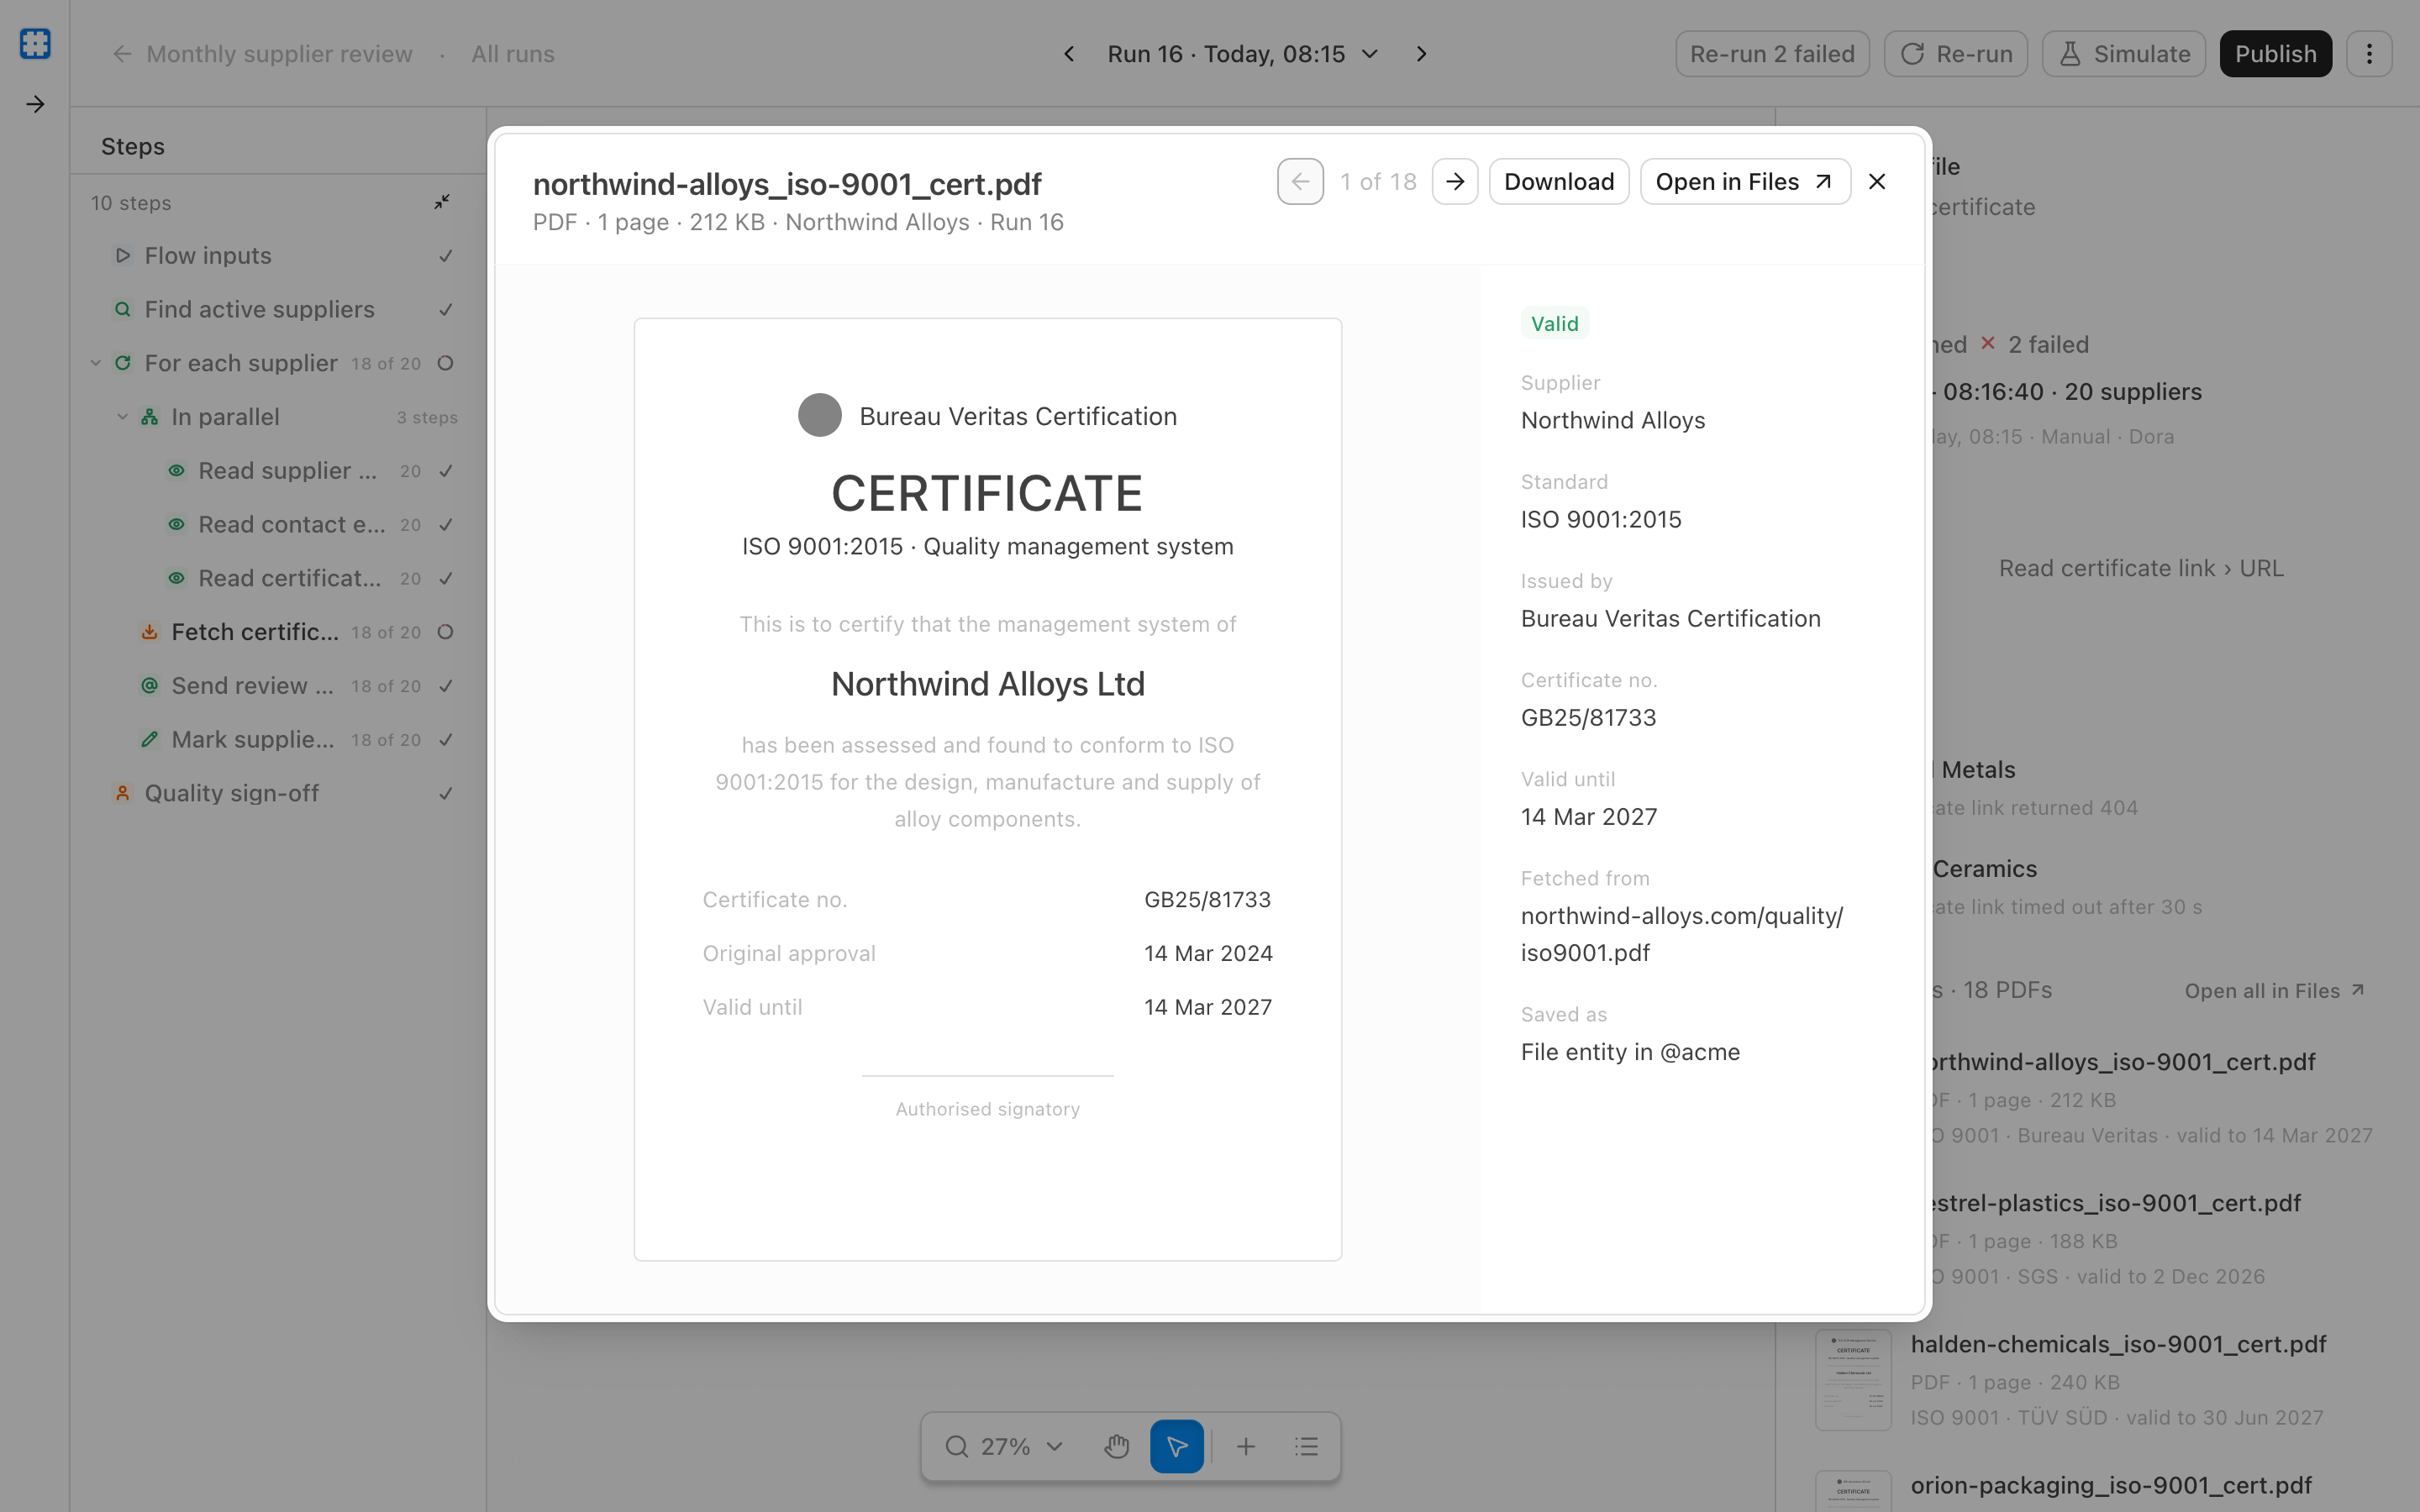 Monthly supplier review · All runs
Run 16 · Today, 08:15
Re-run 2 failed
Re-run
Simulate
Publish
Steps
10 steps
Flow inputs
Find active suppliers
For each supplier 18 of 20
In parallel 3 steps
Read supplier ... 20
Read contact e... 20
Read certificat... 20
Fetch certific... 18 of 20
Send review ... 18 of 20
Mark supplie... 18 of 20
Quality sign-off
northwind-alloys_iso-9001_cert.pdf
PDF · 1 page · 212 KB · Northwind Alloys · Run 16
1 of 18
Download
Open in Files
Bureau Veritas Certification
CERTIFICATE
ISO 9001:2015 · Quality management system
This is to certify that the management system of
Northwind Alloys Ltd
has been assessed and found to conform to ISO
9001:2015 for the design, manufacture and supply of
alloy components.
Certificate no. GB25/81733
Original approval 14 Mar 2024
Valid until 14 Mar 2027
Authorised signatory
Valid
Supplier
Northwind Alloys
Standard
ISO 9001:2015
Issued by
Bureau Veritas Certification
Certificate no.
GB25/81733
Valid until
14 Mar 2027
Fetched from
northwind-alloys.com/quality/
iso9001.pdf
Saved as
File entity in @acme
certificate
2 failed
08:16:40 · 20 suppliers
08:15 · Manual · Dora
Read certificate link › URL
Metals
link returned 404
Ceramics
link timed out after 30 s
· 18 PDFs
Open all in Files
rthwind-alloys_iso-9001_cert.pdf
· 1 page · 212 KB
9001 · Bureau Veritas · valid to 14 Mar 2027
strel-plastics_iso-9001_cert.pdf
· 1 page · 188 KB
9001 · SGS · valid to 2 Dec 2026
halden-chemicals_iso-9001_cert.pdf
PDF · 1 page · 240 KB
ISO 9001 · TÜV SÜD · valid to 30 Jun 2027
CERTIFICATE
orion-packaging_iso-9001_cert.pdf
CERTIFICATE
27%